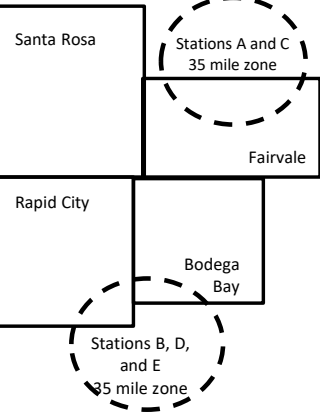 Santa Rosa
Stations A and C
35 mile zone
Fairvale
Rapid City
Bodega
Bay
Stations B, D,
and E
35 mile zone